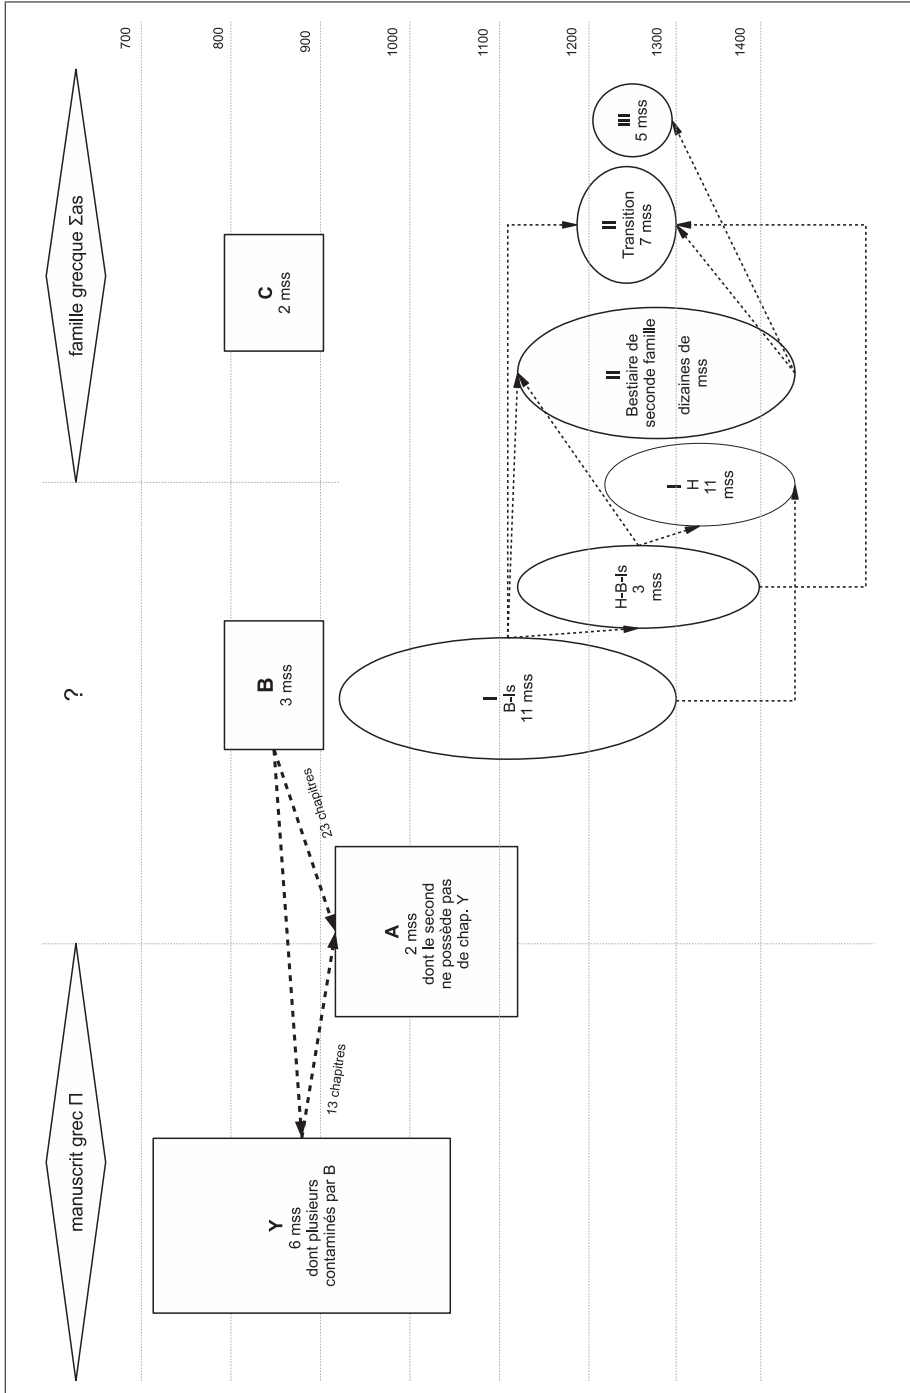 manuscrit grec Π
?
famille grecque Σas
700
800
900
1000
1100
1200
1300
1400
Y
6 mss
dont plusieurs
contaminés par B
13 chapitres
A
2 mss
dont le second
ne possède pas
de chap. Y
23 chapitres
B
3 mss
C
2 mss
I
B-Is
11 mss
H-B-Is
3
mss
I
H
11
mss
II
Bestiaire de
seconde famille
dizaines de
mss
II
Transition
7 mss
III
5 mss